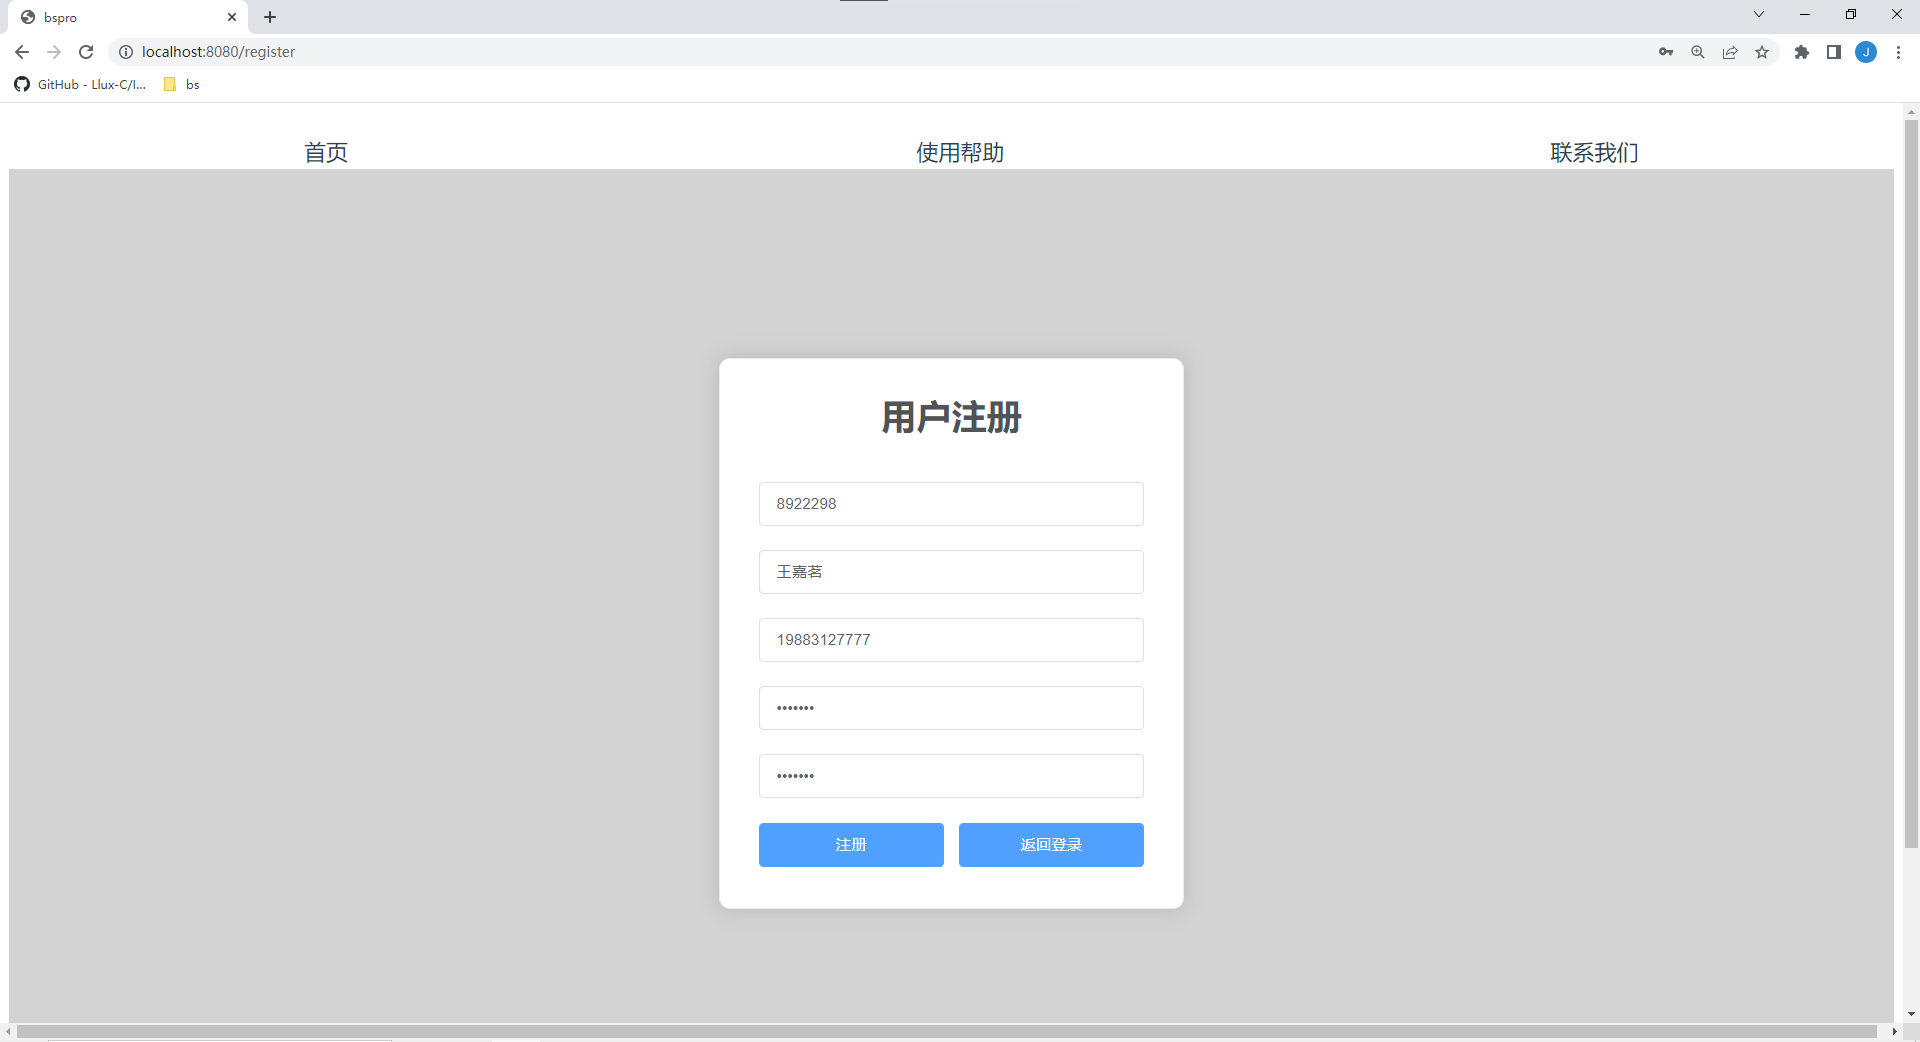 bspro
localhost:8080/register
J
GitHub - Llux-C/I...
bs
首页
使用帮助
联系我们
用户注册
8922298
王嘉茗
19883127777
•••••••
•••••••
注册
返回登录